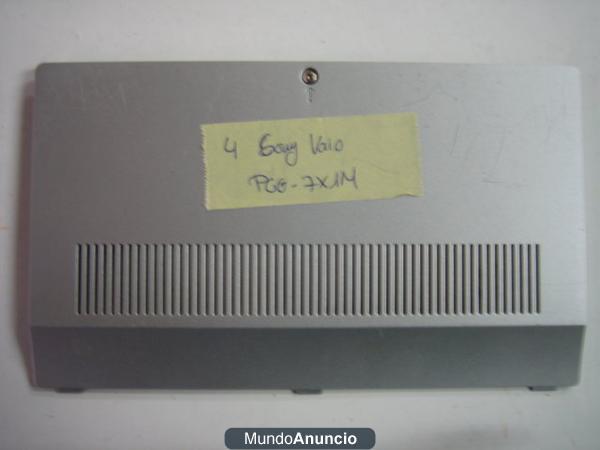 4 Sony Vaio
PCG-7X1M
MundoAnuncio